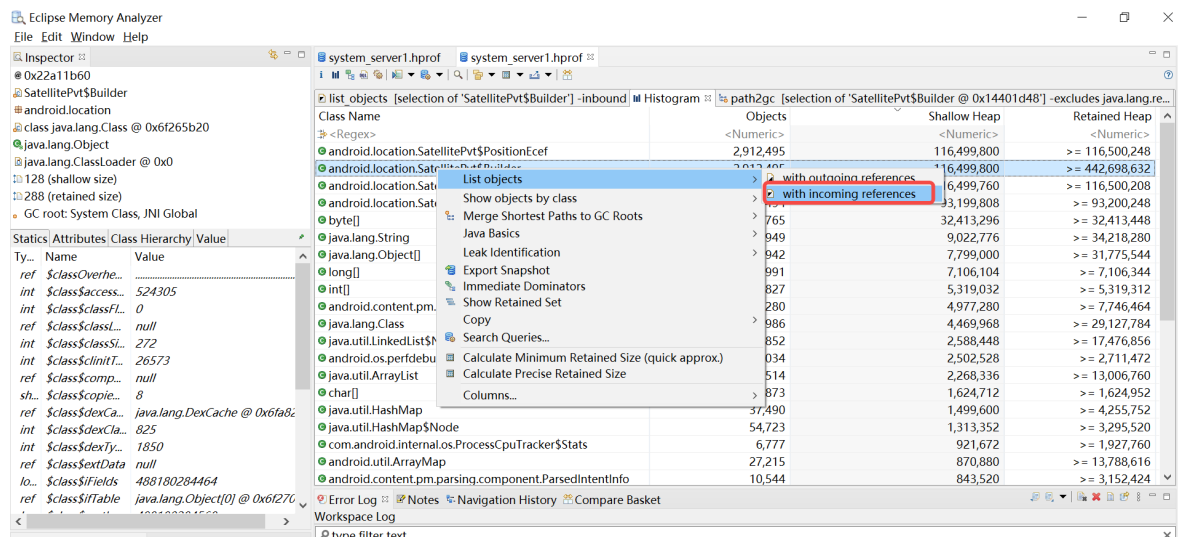 Eclipse Memory Analyzer
File Edit Window Help
Inspector
@ 0x22a11b60
SatellitePvt$Builder
android.location
class java.lang.Class @ 0x6f265b20
java.lang.Object
java.lang.ClassLoader @ 0x0
128 (shallow size)
288 (retained size)
GC root: System Class, JNI Global
Statics Attributes Class Hierarchy Value
Ty... Name Value
ref $classOverhe...
int $class$access... 524305
int $class$classFl... 0
ref $class$classL... null
int $class$classSi... 272
int $class$clinitT... 26573
ref $class$comp... null
sh... $class$copie... 8
ref $class$dexCa... java.lang.DexCache @ 0x6fa82
int $class$dexCla... 825
int $class$dexTy... 1850
ref $class$extData null
lo... $class$iFields 488180284464
ref $class$ifTable java.lang.Object[0] @ 0x6f270
system_server1.hprof system_server1.hprof
list_objects [selection of 'SatellitePvt$Builder'] -inbound Histogram path2gc [selection of 'SatellitePvt$Builder @ 0x14401d48'] -excludes java.lang.re...
Class Name Objects Shallow Heap Retained Heap
<Regex> <Numeric> <Numeric> <Numeric>
android.location.SatellitePvt$PositionEcef 2,912,495 116,499,800 >= 116,500,248
android.location.SatellitePvt$Builder 2,912,495 116,499,800 >= 442,698,632
android.location.Sat 6,499,760 >= 116,500,208
android.location.Sat 93,199,808 >= 93,200,248
byte[] 765 32,413,296 >= 32,413,448
java.lang.String 949 9,022,776 >= 34,218,280
java.lang.Object[] 942 7,799,000 >= 31,775,544
long[] 991 7,106,104 >= 7,106,344
int[] 827 5,319,032 >= 5,319,312
android.content.pm. 280 4,977,280 >= 7,746,464
java.lang.Class 986 4,469,968 >= 29,127,784
java.util.LinkedList$N 852 2,588,448 >= 17,476,856
android.os.perfdebu 034 2,502,528 >= 2,711,472
java.util.ArrayList 514 2,268,336 >= 13,006,760
char[] 873 1,624,712 >= 1,624,952
java.util.HashMap 37,490 1,499,600 >= 4,255,752
java.util.HashMap$Node 54,723 1,313,352 >= 3,295,520
com.android.internal.os.ProcessCpuTracker$Stats 6,777 921,672 >= 1,927,760
android.util.ArrayMap 27,215 870,880 >= 13,788,616
android.content.pm.parsing.component.ParsedIntentInfo 10,544 843,520 >= 3,152,424
List objects
Show objects by class
Merge Shortest Paths to GC Roots
Java Basics
Leak Identification
Export Snapshot
Immediate Dominators
Show Retained Set
Copy
Search Queries...
Calculate Minimum Retained Size (quick approx.)
Calculate Precise Retained Size
Columns...
with outgoing references
with incoming references
Error Log Notes Navigation History Compare Basket
Workspace Log
type filter text